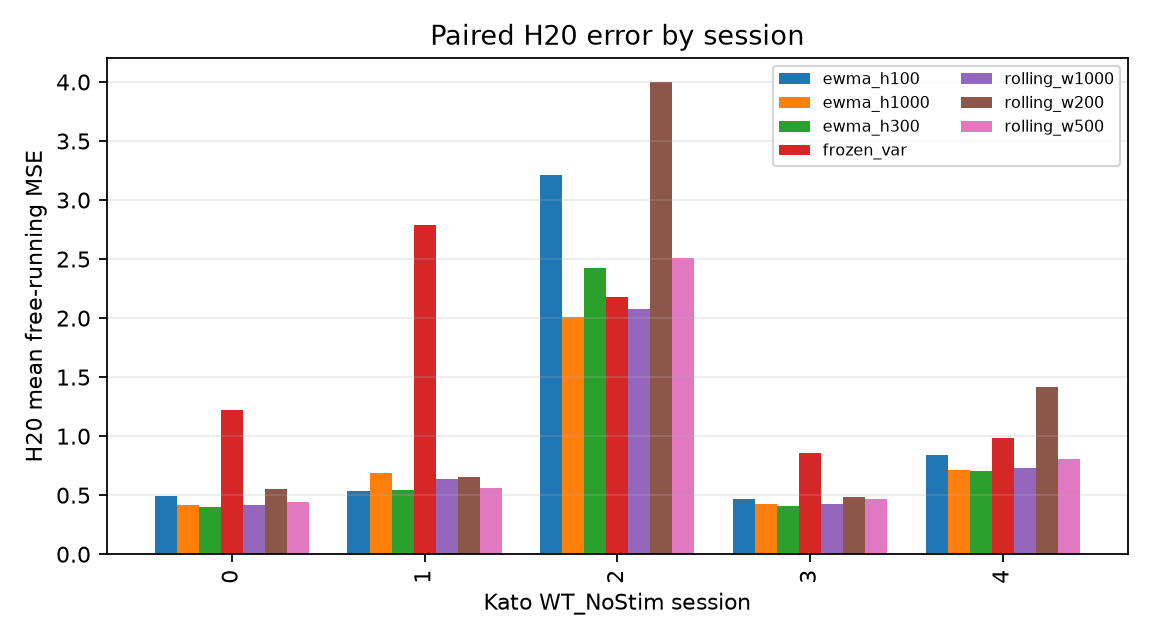 Paired H20 error by session
H20 mean free-running MSE
4.0
3.5
3.0
2.5
2.0
1.5
1.0
0.5
0.0
ewma_h100
ewma_h1000
ewma_h300
frozen_var
rolling_w1000
rolling_w200
rolling_w500
0
1
2
3
4
Kato WT_NoStim session